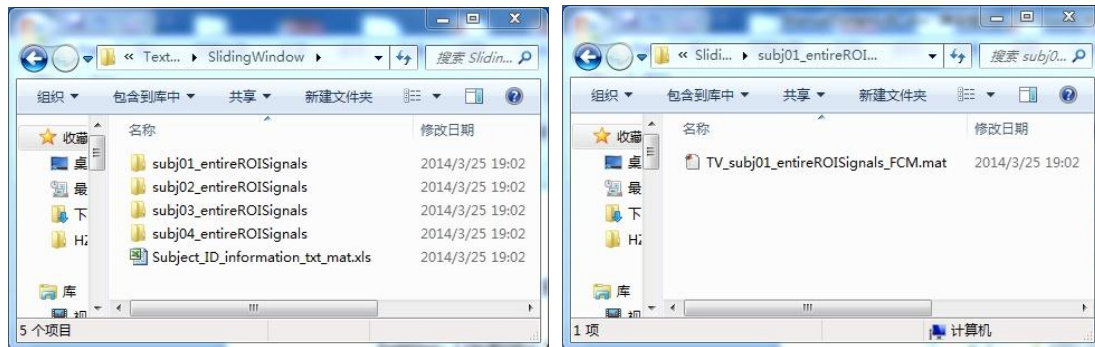 « Text... ▸ SlidingWindow ▸
搜索 Slidin...
组织 ▼ 包含到库中 ▼ 共享 ▼ 新建文件夹
收藏
桌
最
下
HZ
库
名称 修改日期
subj01_entireROISignals 2014/3/25 19:02
subj02_entireROISignals 2014/3/25 19:02
subj03_entireROISignals 2014/3/25 19:02
subj04_entireROISignals 2014/3/25 19:02
Subject_ID_information_txt_mat.xls 2014/3/25 19:02
5 个项目
« Slidi... ▸ subj01_entireROI...
搜索 subj0...
组织 ▼ 包含到库中 ▼ 共享 ▼ 新建文件夹
收藏
桌
最
下
HZ
库
名称 修改日期
TV_subj01_entireROISignals_FCM.mat 2014/3/25 19:02
1 项
计算机